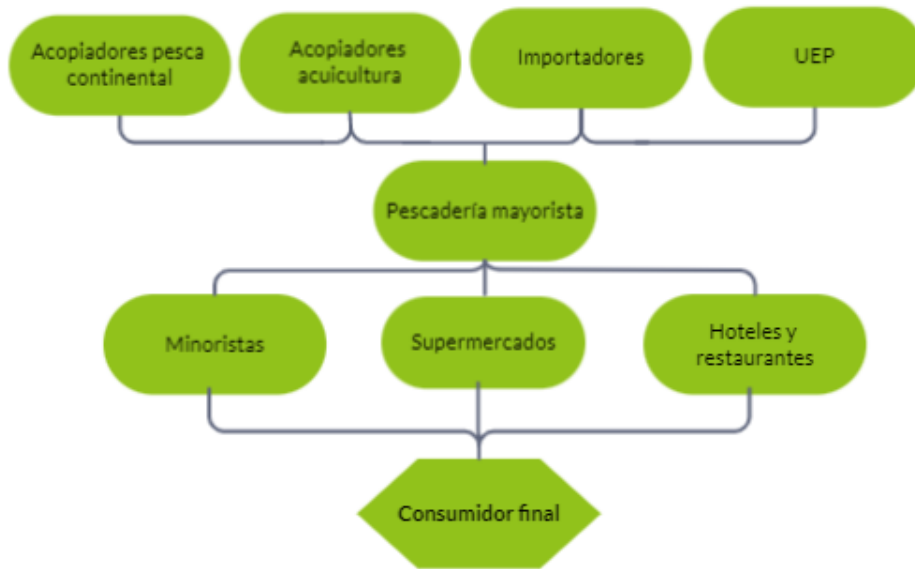 Acopiadores pesca
continental
Acopiadores
acuicultura
Importadores
UEP
Pescadería mayorista
Minoristas
Supermercados
Hoteles y
restaurantes
Consumidor final